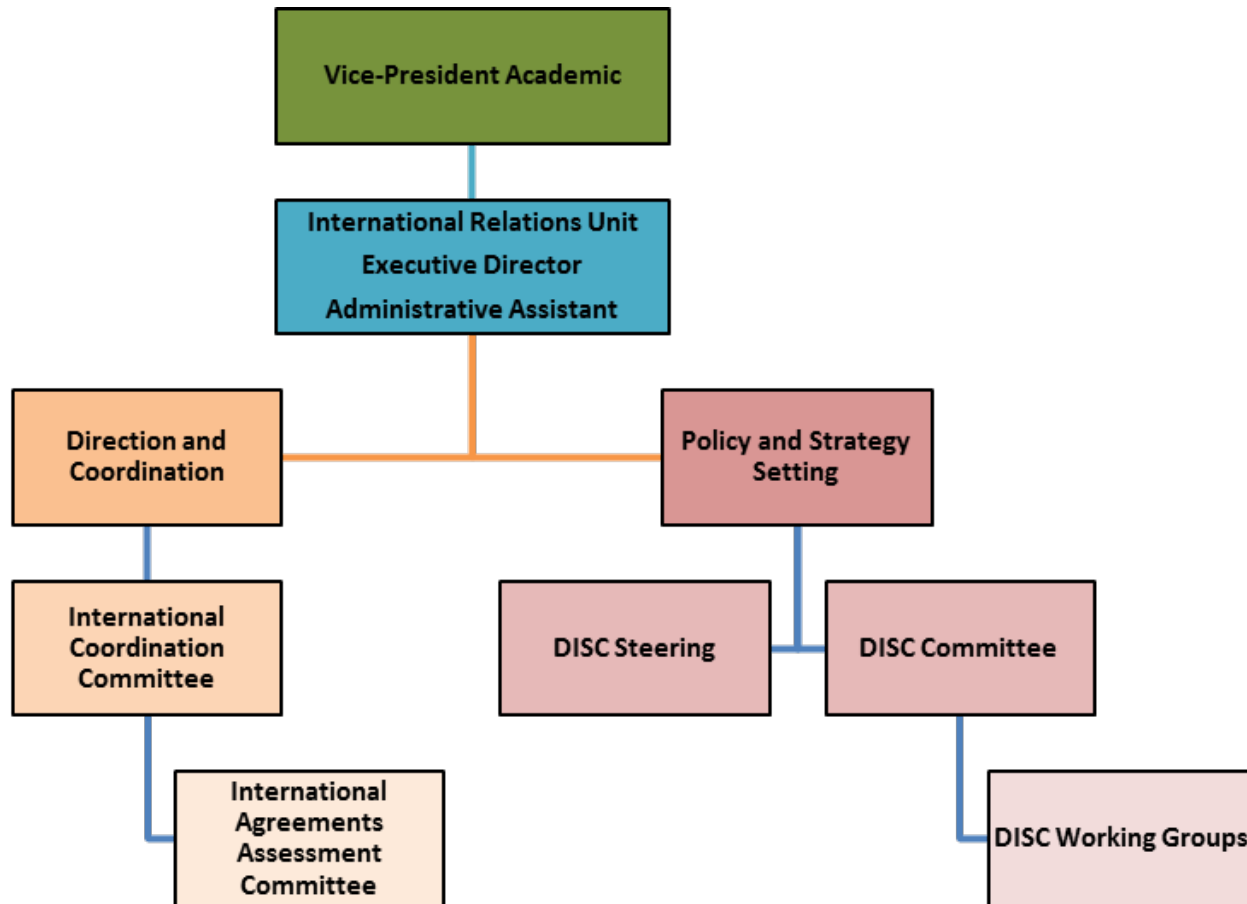 Vice-President Academic
International Relations Unit
Executive Director
Administrative Assistant
Direction and
Coordination
Policy and Strategy
Setting
International
Coordination
Committee
DISC Steering
DISC Committee
International
Agreements
Assessment
Committee
DISC Working Groups